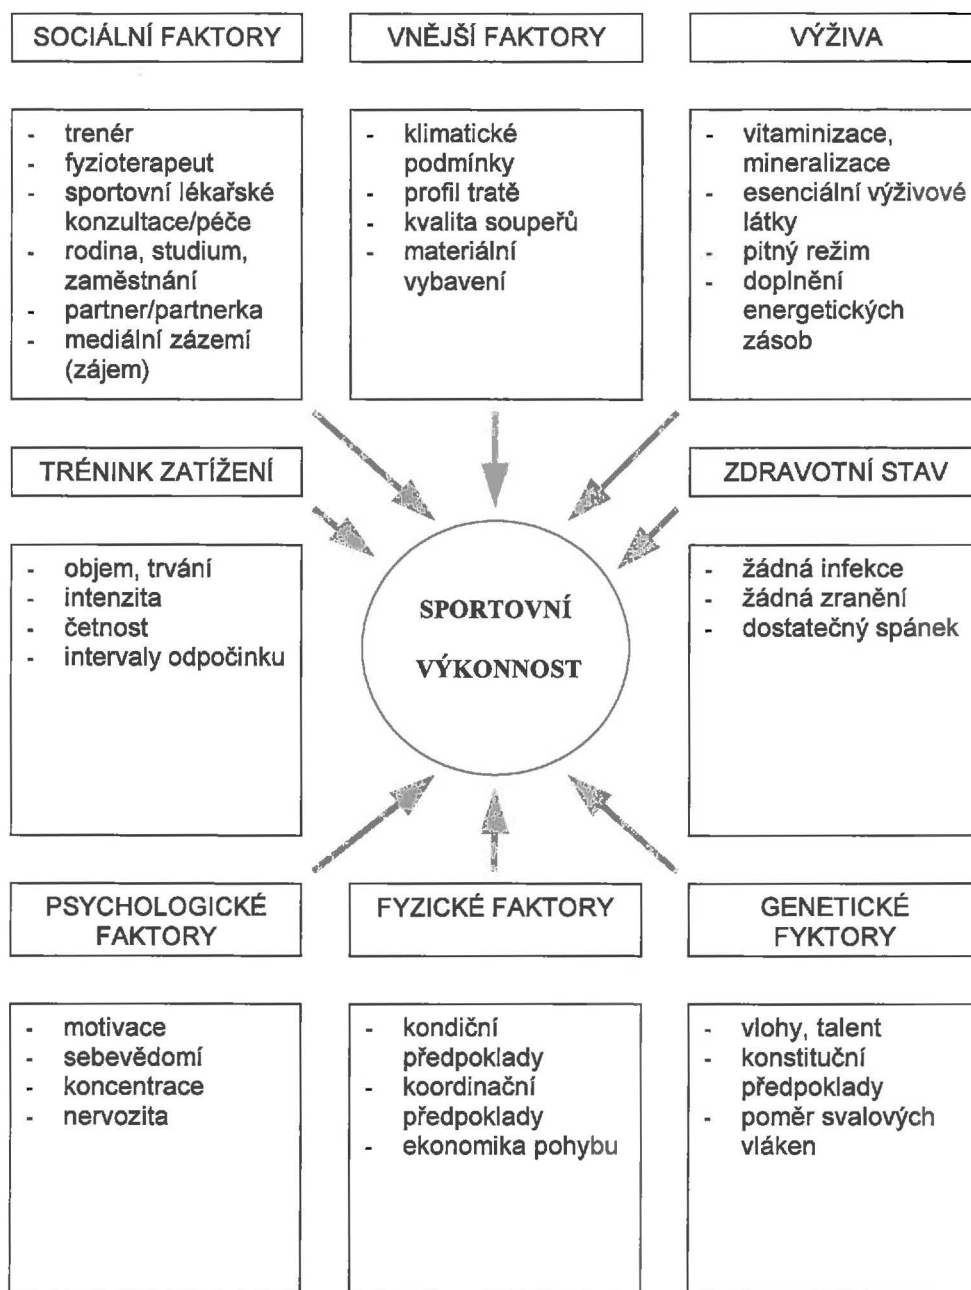 SOCIÁLNÍ FAKTORY
- trenér
- fyzioterapeut
- sportovní lékařské
konzultace/péče
- rodina, studium,
zaměstnání
- partner/partnerka
- mediální zázemí
(zájem)
VNĚJŠÍ FAKTORY
- klimatické
podmínky
- profil tratě
- kvalita soupeřů
- materiální
vybavení
VÝŽIVA
- vitaminizace,
mineralizace
- esenciální výživové
látky
- pitný režim
- doplnění
energetických
zásob
TRÉNINK ZATÍŽENÍ
- objem, trvání
- intenzita
- četnost
- intervaly odpočinku
SPORTOVNÍ
VÝKONNOST
ZDRAVOTNÍ STAV
- žádná infekce
- žádná zranění
- dostatečný spánek
PSYCHOLOGICKÉ
FAKTORY
- motivace
- sebevědomí
- koncentrace
- nervozita
FYZICKÉ FAKTORY
- kondiční
předpoklady
- koordinační
předpoklady
- ekonomika pohybu
GENETICKÉ
FYKTORY
- vlohy, talent
- konstituční
předpoklady
- poměr svalových
vláken